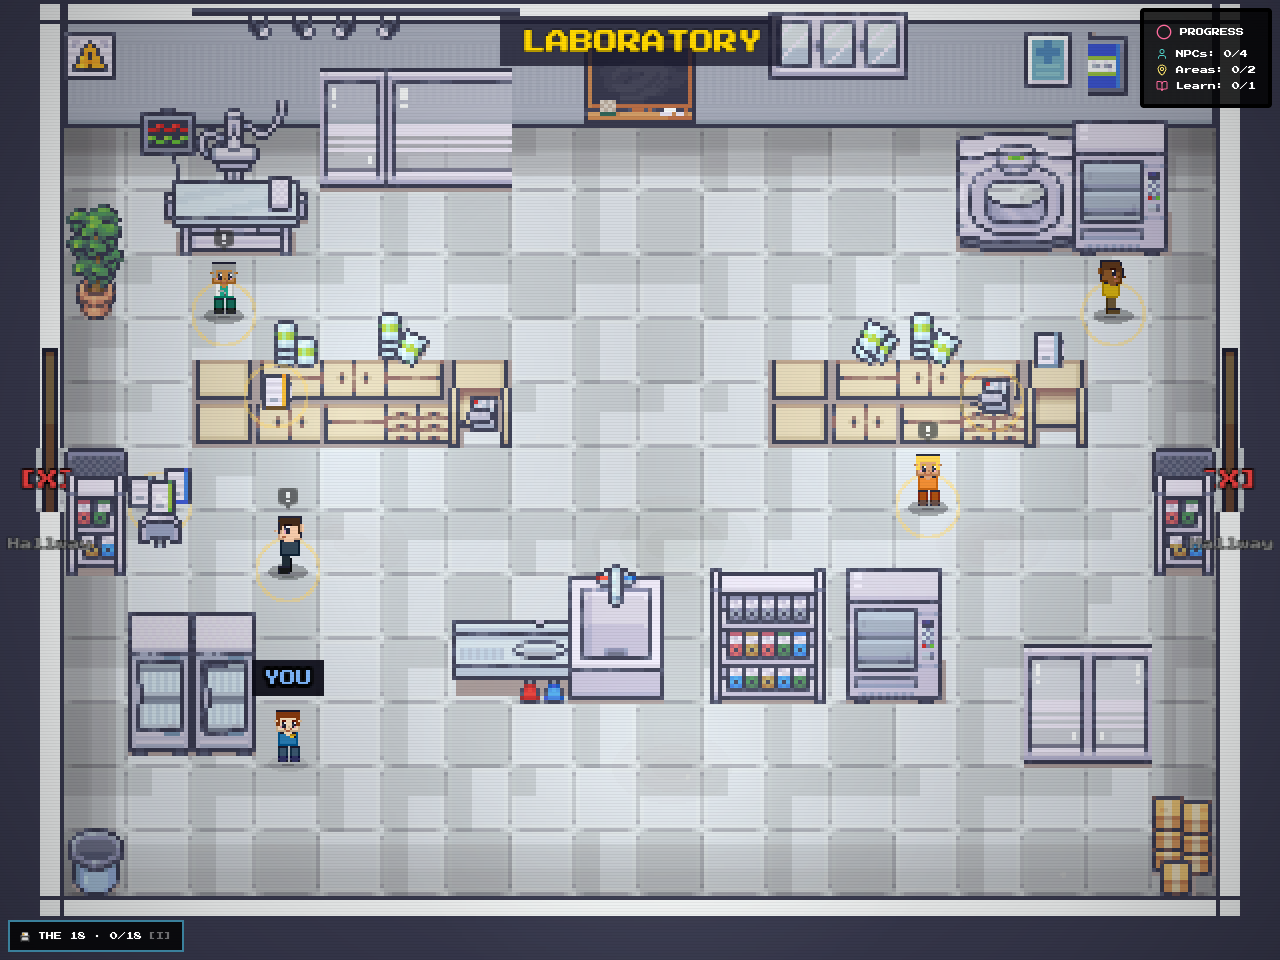 LABORATORY
PROGRESS
NPCs: 0/4
Areas: 0/2
Learn: 0/1
[X]
[X]
Hallway
Hallway
YOU
THE 18 · 0/18 [I]